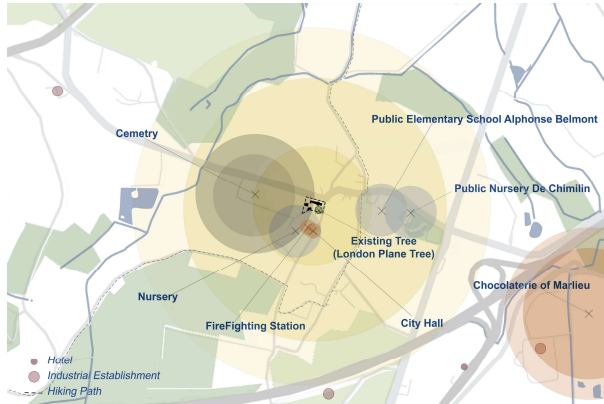 Public Elementary School Alphonse Belmont
Cemetry
Public Nursery De Chimilin
Existing Tree
(London Plane Tree)
Chocolaterie of Marlieu
Nursery
FireFighting Station
City Hall
Hotel
Industrial Establishment
Hiking Path